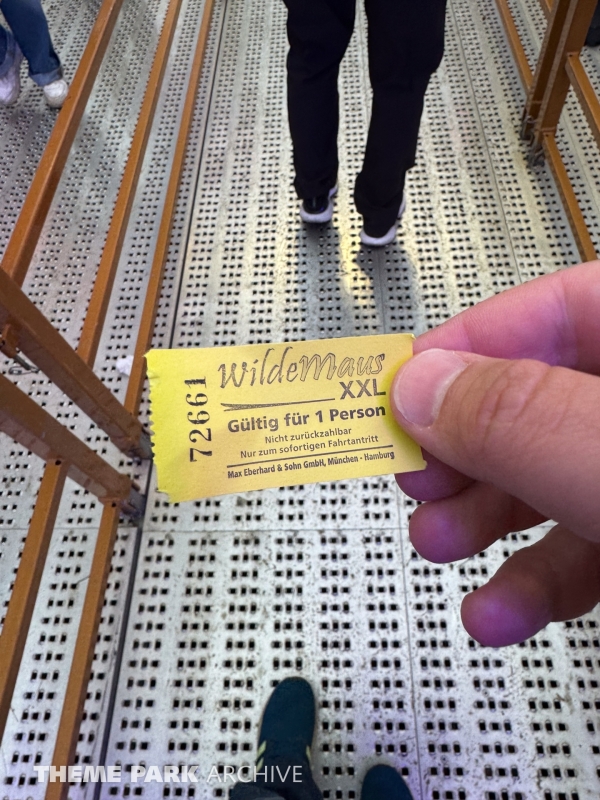 WildeMaus
XXL
Gültig für 1 Person
Nicht zurückzahlbar
Nur zum sofortigen Fahrtantritt
Max Eberhard & Sohn GmbH, München - Hamburg
72661
THEME PARK ARCHIVE